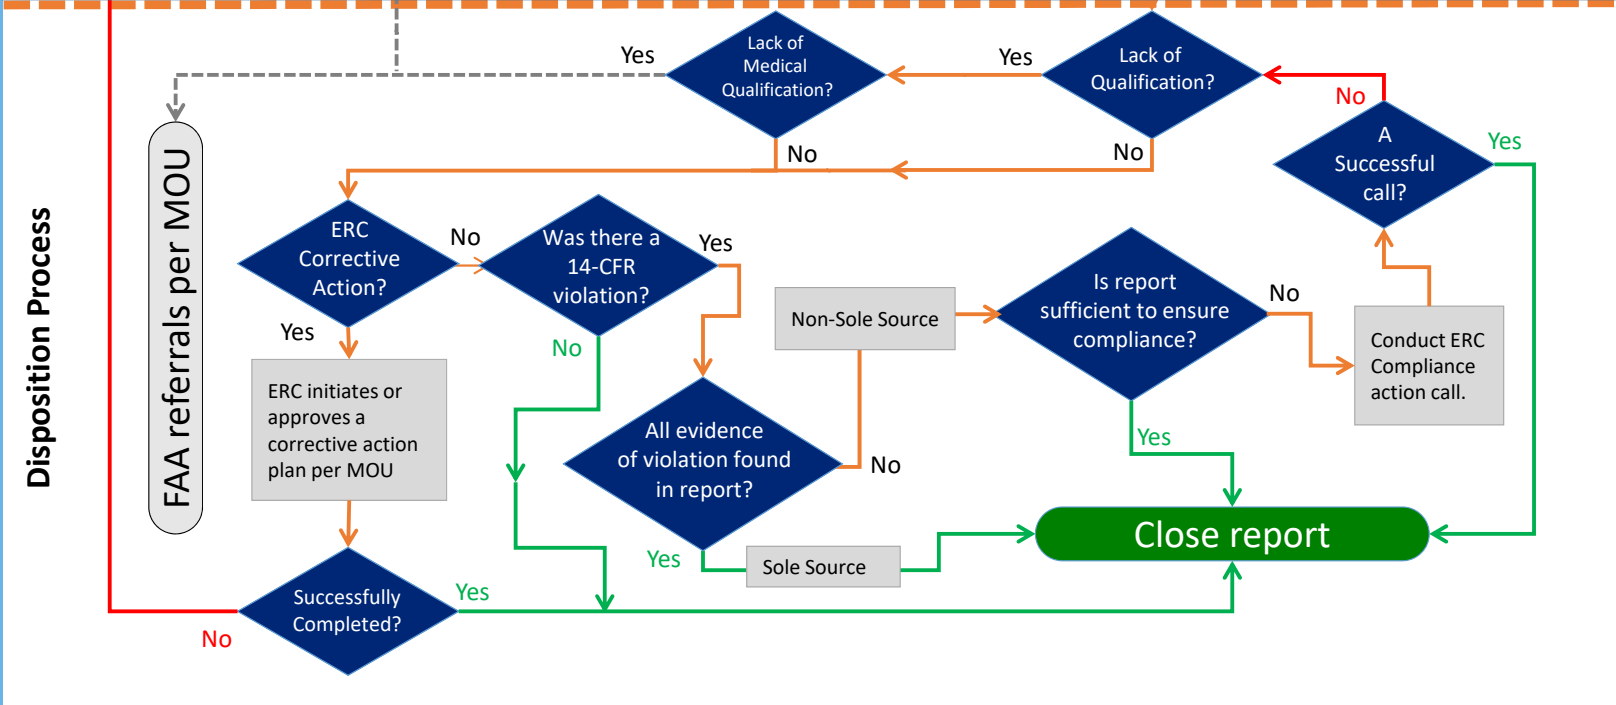 Disposition Process
FAA referrals per MOU
Yes
Lack of
Medical
Qualification?
No
Yes
Lack of
Qualification?
No
No
A
Successful
call?
Yes
ERC
Corrective
Action?
No
Yes
Was there a
14-CFR
violation?
Yes
No
ERC initiates or
approves a
corrective action
plan per MOU
Successfully
Completed?
Yes
No
All evidence
of violation found
in report?
No
Yes
Non-Sole Source
Sole Source
Is report
sufficient to ensure
compliance?
No
Yes
Conduct ERC
Compliance
action call.
Close report